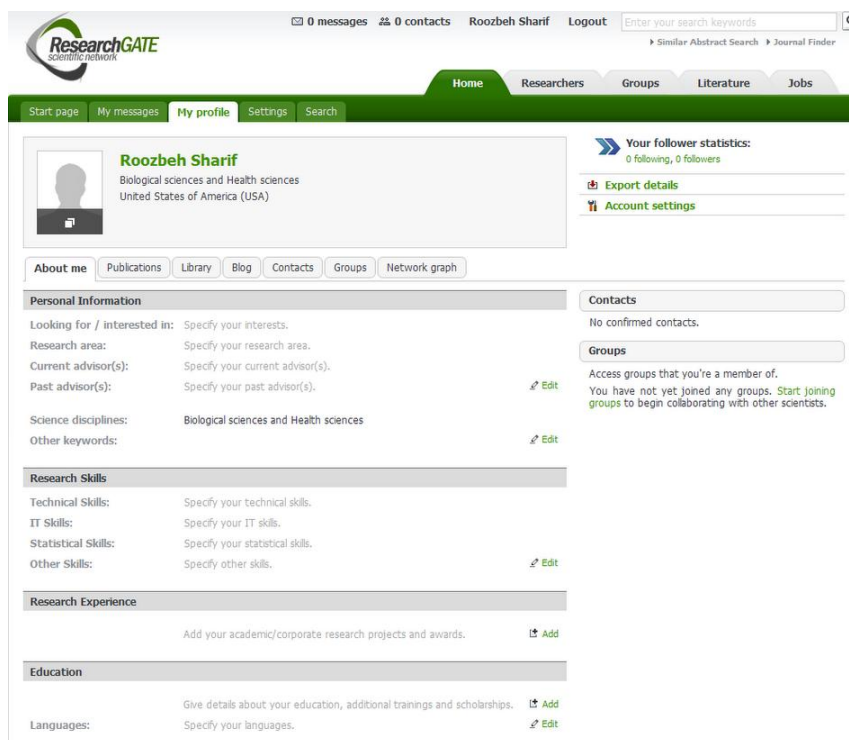 0 messages 0 contacts Roozbeh Sharif Logout Enter your search keywords
ResearchGATE
scientific network
Similar Abstract Search Journal Finder
Home Researchers Groups Literature Jobs
Start page My messages My profile Settings Search
Roozbeh Sharif
Biological sciences and Health sciences
United States of America (USA)
Your follower statistics:
0 following, 0 followers
Export details
Account settings
About me Publications Library Blog Contacts Groups Network graph
Personal Information
Looking for / interested in: Specify your interests.
Research area: Specify your research area.
Current advisor(s): Specify your current advisor(s).
Past advisor(s): Specify your past advisor(s). Edit
Science disciplines: Biological sciences and Health sciences
Other keywords: Edit
Research Skills
Technical Skills: Specify your technical skills.
IT Skills: Specify your IT skills.
Statistical Skills: Specify your statistical skills.
Other Skills: Specify other skills. Edit
Research Experience
Add your academic/corporate research projects and awards. Add
Education
Give details about your education, additional trainings and scholarships. Add
Languages: Specify your languages. Edit
Contacts
No confirmed contacts.
Groups
Access groups that you're a member of.
You have not yet joined any groups. Start joining
groups to begin collaborating with other scientists.